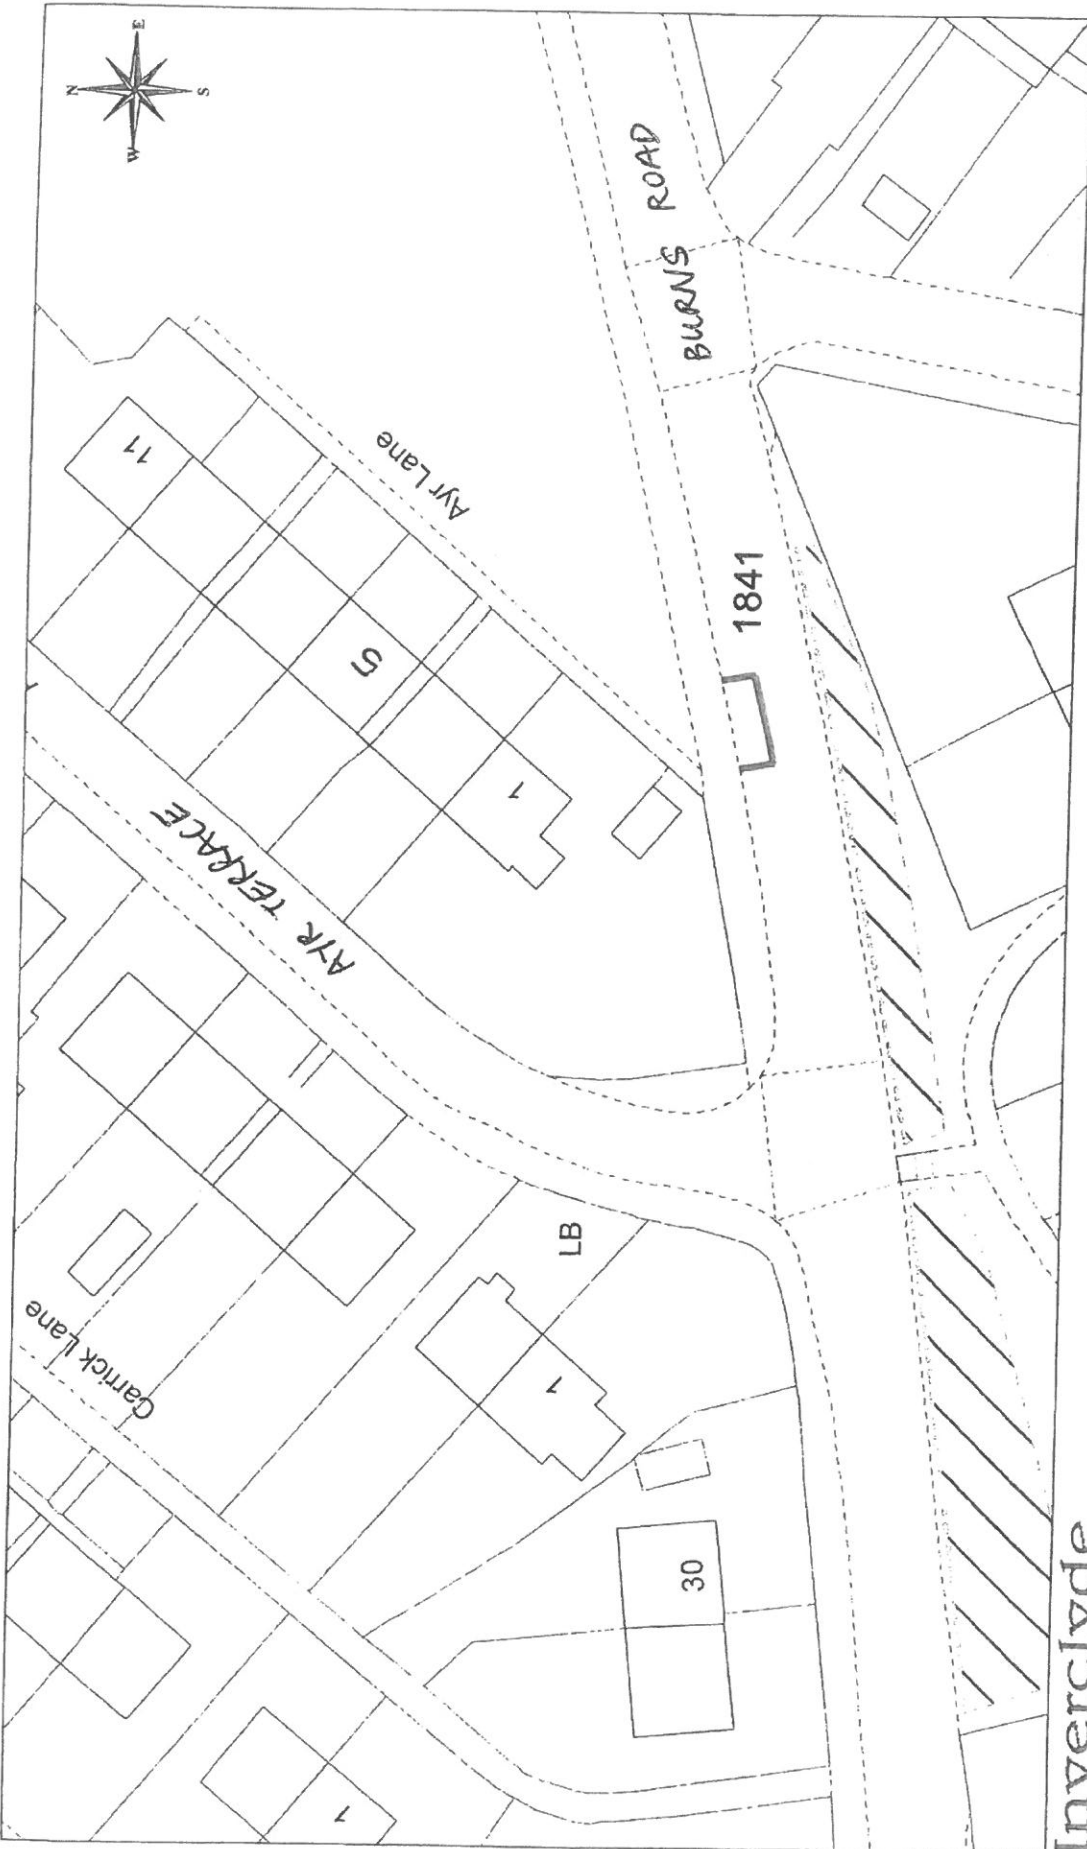 N
E
S
W
BURNS ROAD
11
Ayr Lane
5
1841
1
AYR TERRACE
LB
Carrick Lane
1
30
1
Inverclyde